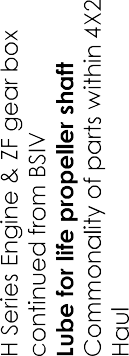 H Series Engine & ZF gear box
continued from BSIV
Lube for life propeller shaft
Commonality of parts within 4X2
Haul